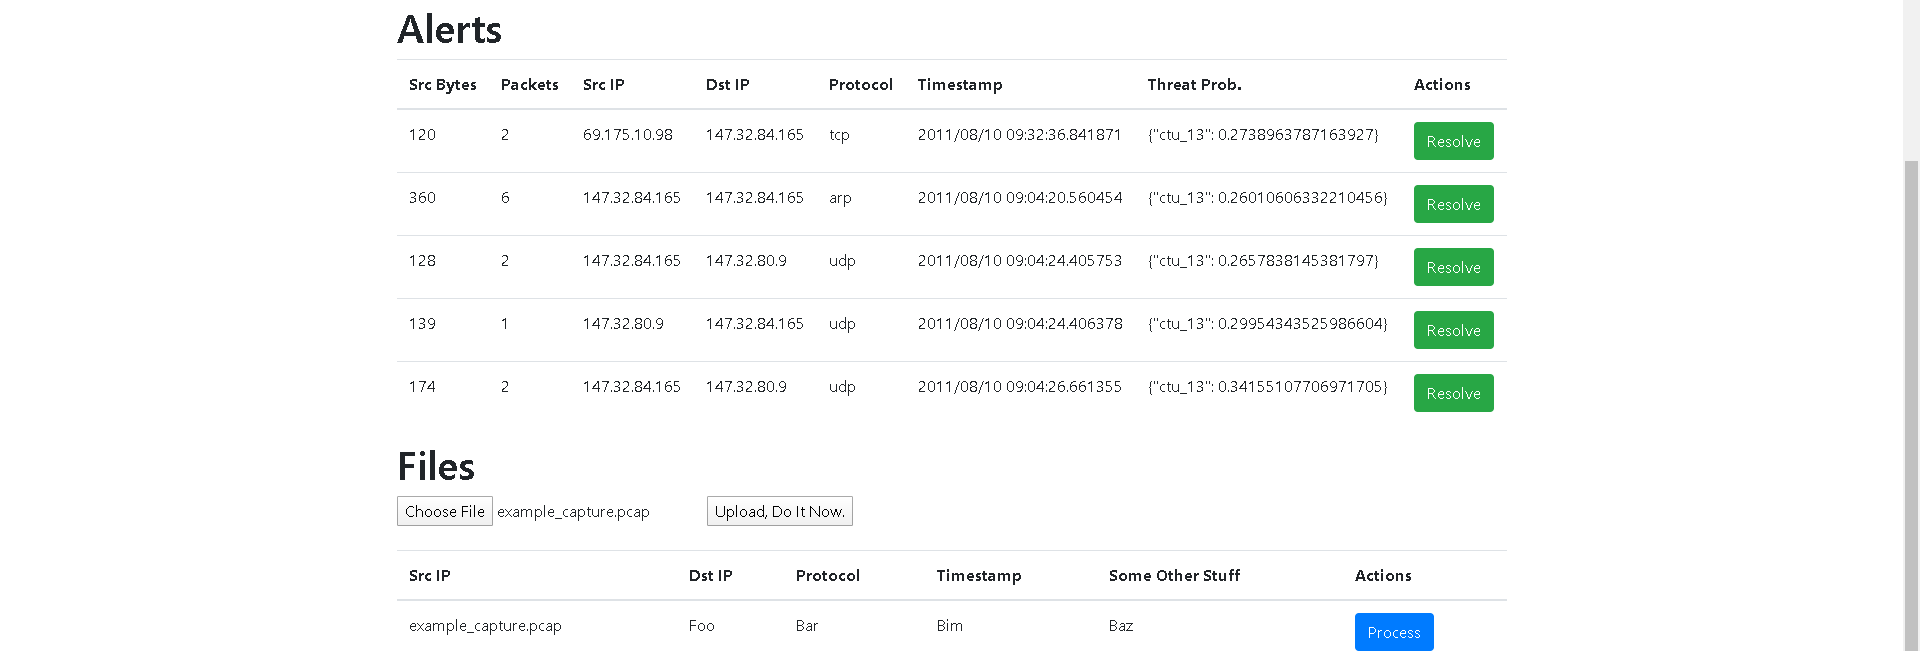 Alerts
Src Bytes Packets Src IP Dst IP Protocol Timestamp Threat Prob. Actions
120 2 69.175.10.98 147.32.84.165 tcp 2011/08/10 09:32:36.841871 {"ctu_13": 0.2738963787163927} Resolve
360 6 147.32.84.165 147.32.84.165 arp 2011/08/10 09:04:20.560454 {"ctu_13": 0.26010606332210456} Resolve
128 2 147.32.84.165 147.32.80.9 udp 2011/08/10 09:04:24.405753 {"ctu_13": 0.2657838145381797} Resolve
139 1 147.32.80.9 147.32.84.165 udp 2011/08/10 09:04:24.406378 {"ctu_13": 0.29954343525986604} Resolve
174 2 147.32.84.165 147.32.80.9 udp 2011/08/10 09:04:26.661355 {"ctu_13": 0.34155107706971705} Resolve
Files
Choose File example_capture.pcap Upload, Do It Now.
Src IP Dst IP Protocol Timestamp Some Other Stuff Actions
example_capture.pcap Foo Bar Bim Baz Process